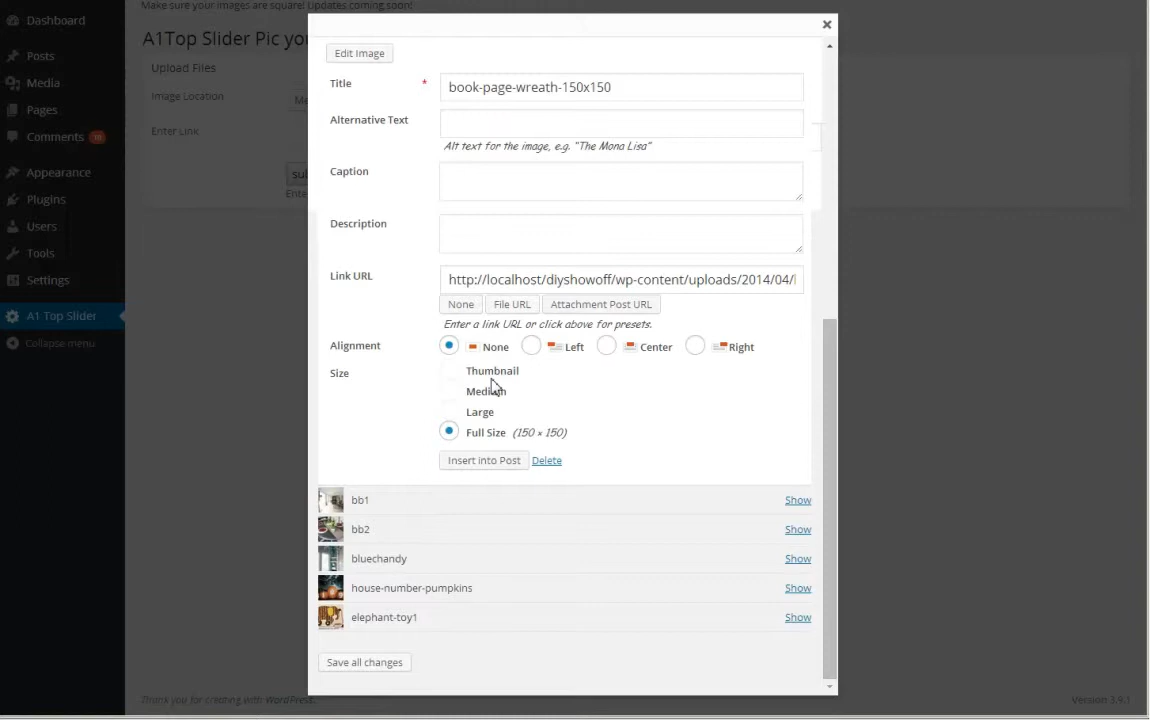 Make sure your images are square! Updates coming soon!
Dashboard
A1Top Slider Pic yo
Posts
Upload Files
Media
Image Location
Me
Pages
Comments
Enter Link
Appearance
sul
Plugins
Ente
Users
Tools
Settings
A1 Top Slider
Collapse menu
Edit Image
Title * book-page-wreath-150x150
Alternative Text
Alt text for the image, e.g. "The Mona Lisa"
Caption
Description
Link URL http://localhost/diyshowoff/wp-content/uploads/2014/04/
None File URL Attachment Post URL
Enter a link URL or click above for presets.
Alignment None Left Center Right
Size Thumbnail
Medium
Large
Full Size (150 × 150)
Insert into Post Delete
bb1 Show
bb2 Show
bluechandy Show
house-number-pumpkins Show
elephant-toy1 Show
Save all changes
Thank you for creating with WordPress.
Version 3.9.1